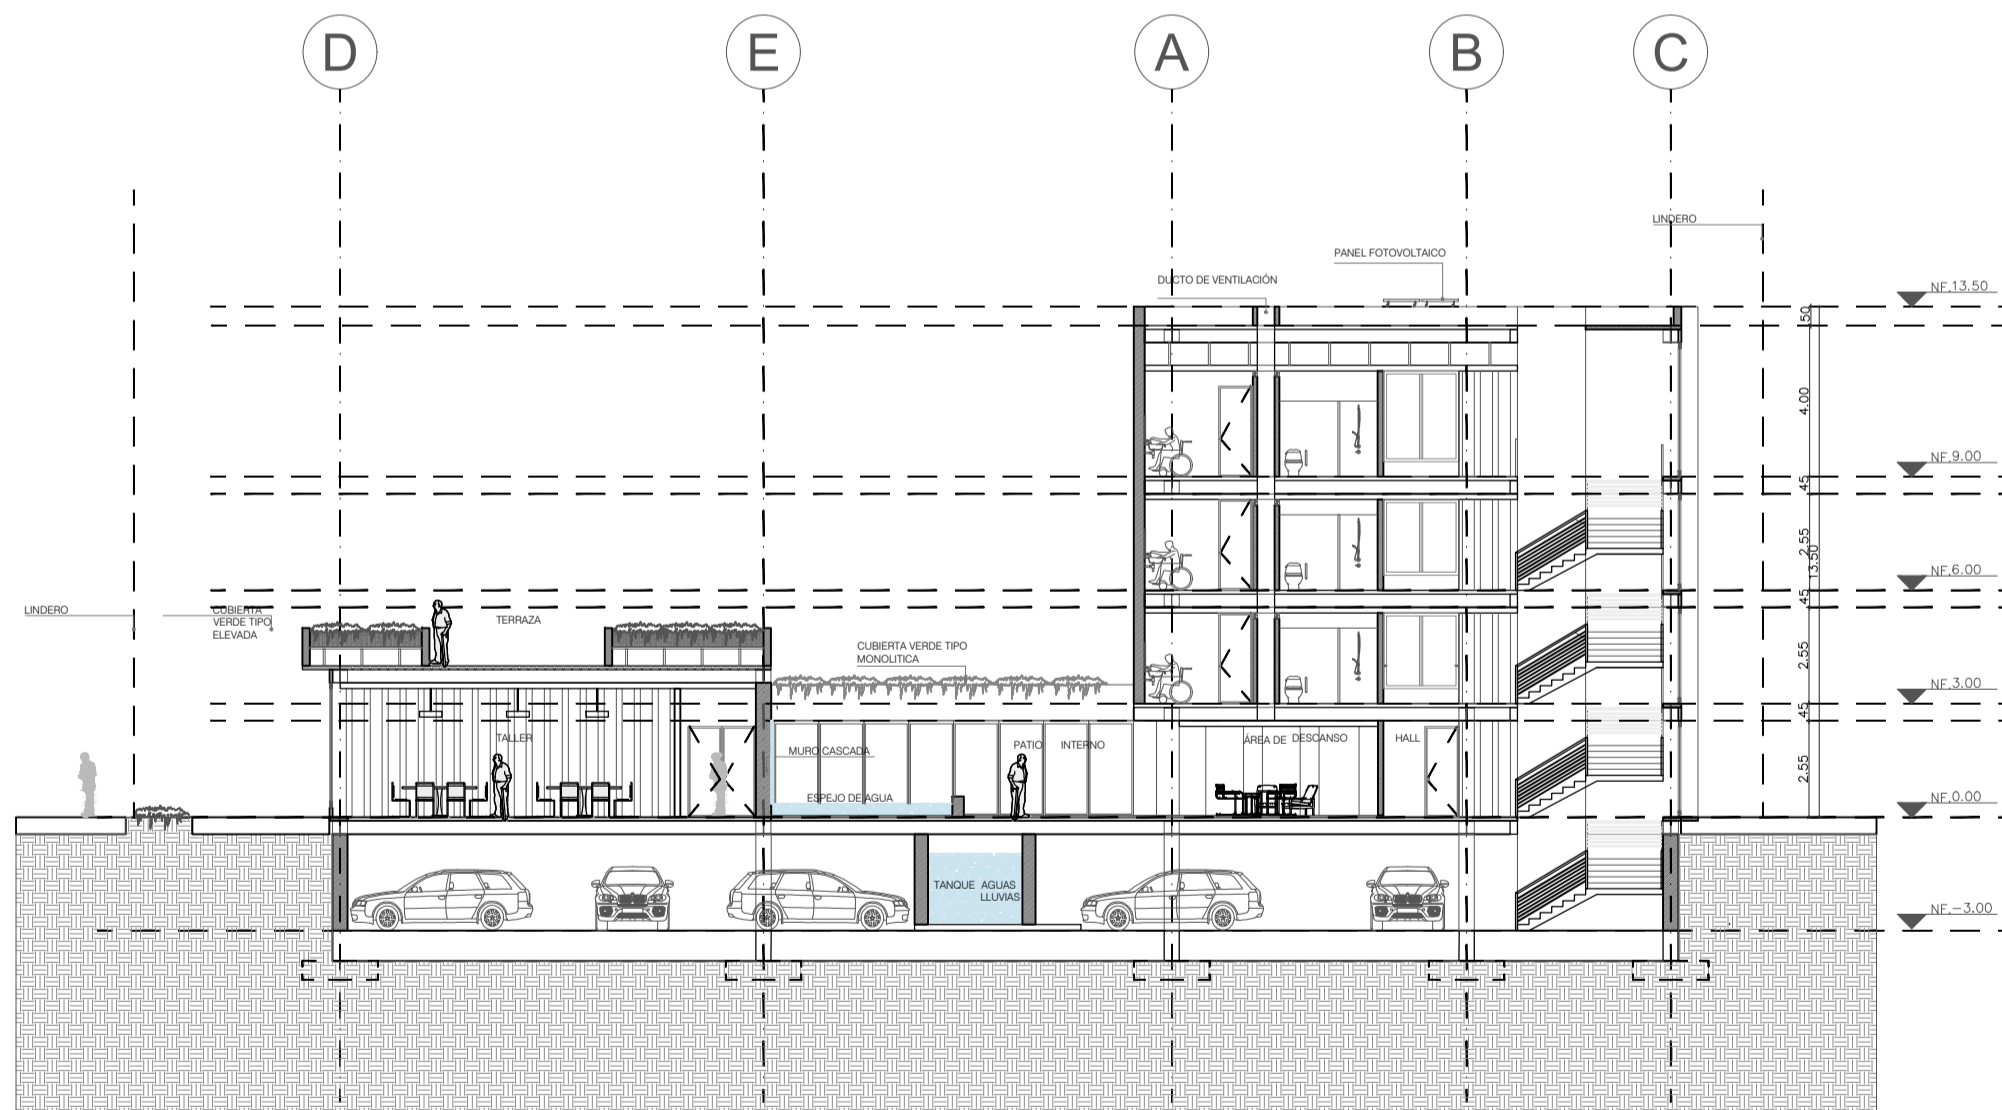 D E A B C
LINDERO
PANEL FOTOVOLTAICO
DUCTO DE VENTILACIÓN
NF.13.50
.50
4.00
NF.9.00
45
2.55
13.50
NF.6.00
45
LINDERO
CUBIERTA
VERDE TIPO
ELEVADA
TERRAZA
CUBIERTA VERDE TIPO
MONOLITICA
2.55
NF.3.00
45
TALLER
MURO CASCADA
PATIO INTERNO
ÁREA DE DESCANSO
HALL
2.55
ESPEJO DE AGUA
NF.0.00
TANQUE AGUAS
LLUVIAS
NF.-3.00